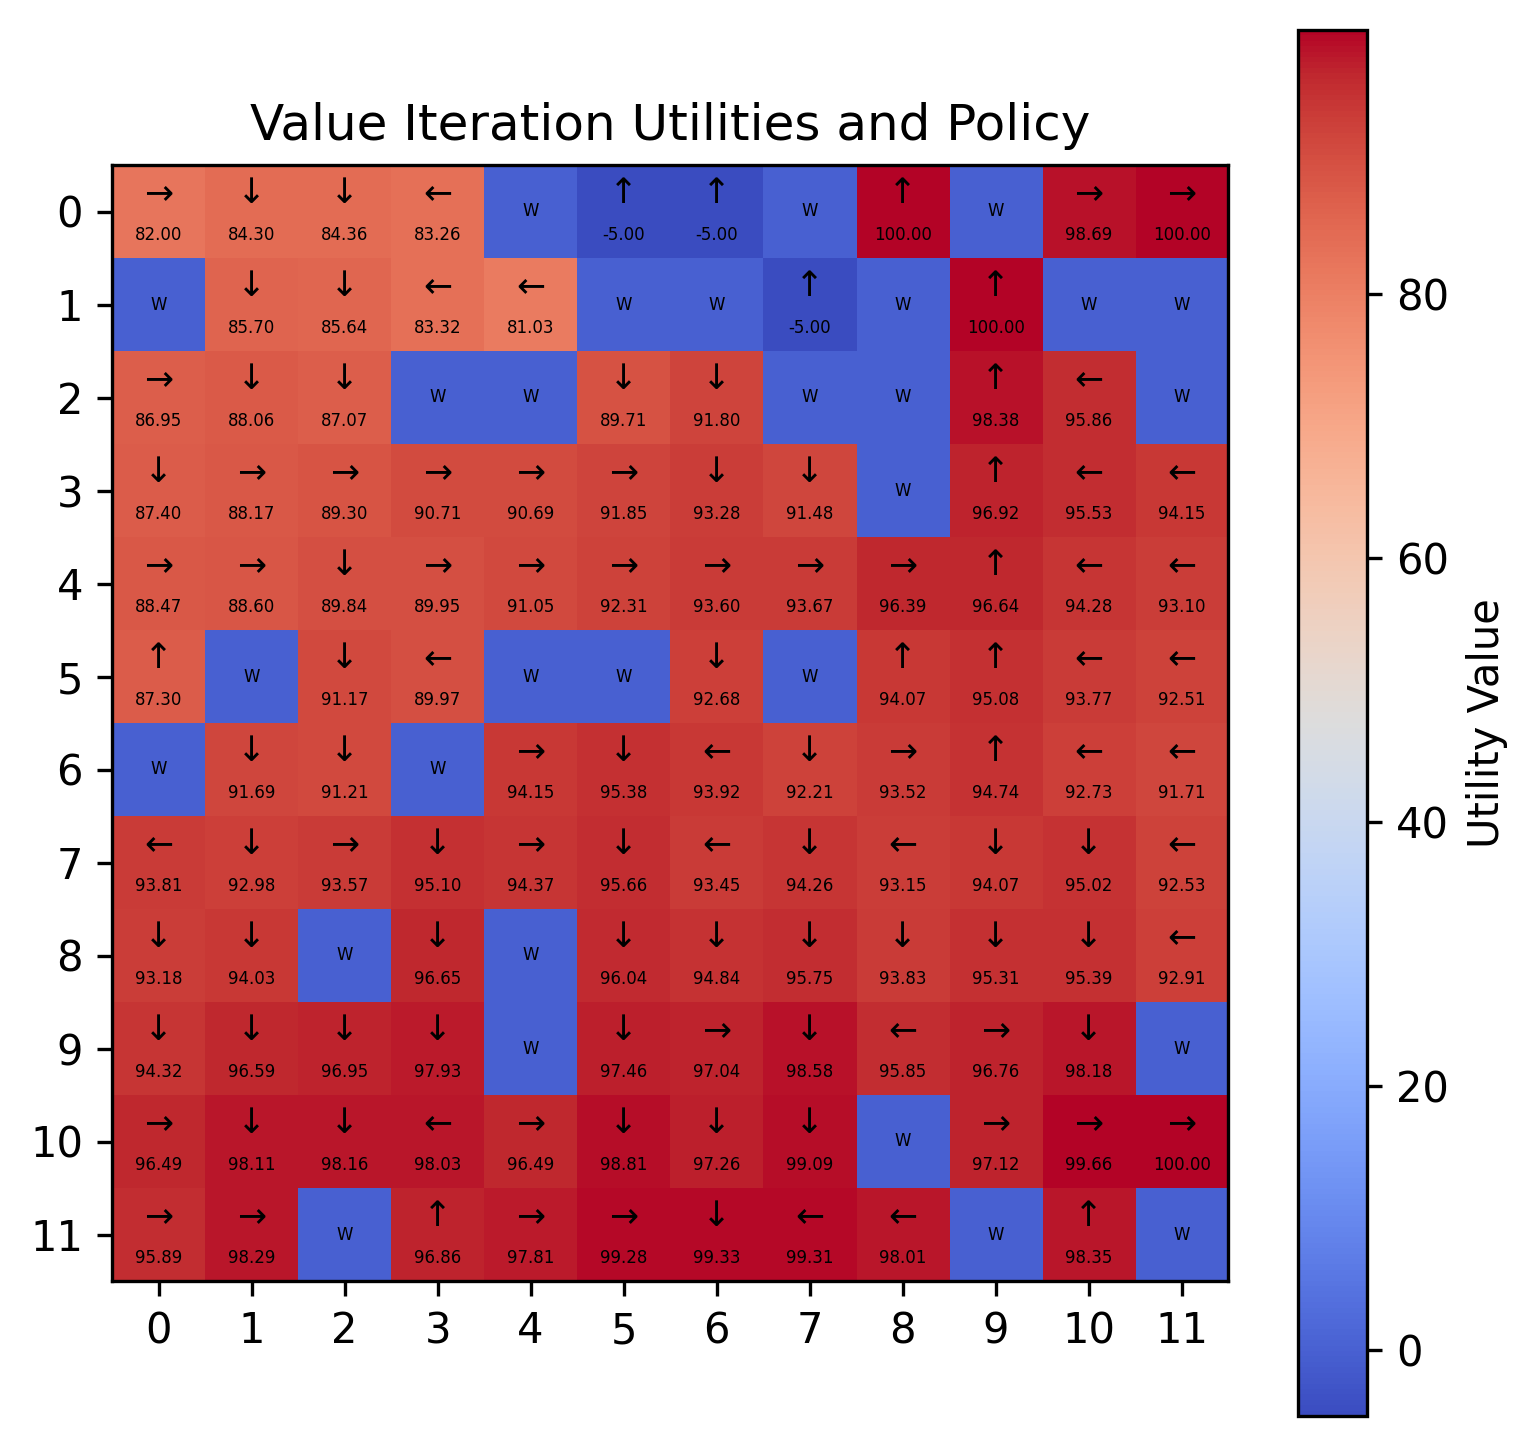 Value Iteration Utilities and Policy
0 → ↓ ↓ ← W ↑ ↑ W ↑ W → →
82.00 84.30 84.36 83.26 -5.00 -5.00 100.00 98.69 100.00
1 W ↓ ↓ ← ← W W ↑ W ↑ W W
85.70 85.64 83.32 81.03 -5.00 100.00
2 → ↓ ↓ W W ↓ ↓ W W ↑ ← W
86.95 88.06 87.07 89.71 91.80 98.38 95.86
3 ↓ → → → → → ↓ ↓ W ↑ ← ←
87.40 88.17 89.30 90.71 90.69 91.85 93.28 91.48 96.92 95.53 94.15
4 → → ↓ → → → → → → ↑ ← ←
88.47 88.60 89.84 89.95 91.05 92.31 93.60 93.67 96.39 96.64 94.28 93.10
5 ↑ W ↓ ← W W ↓ W ↑ ↑ ← ←
87.30 91.17 89.97 92.68 94.07 95.08 93.77 92.51
6 W ↓ ↓ W → ↓ ← ↓ → ↑ ← ←
91.69 91.21 94.15 95.38 93.92 92.21 93.52 94.74 92.73 91.71
7 ← ↓ → ↓ → ↓ ← ↓ ← ↓ ↓ ←
93.81 92.98 93.57 95.10 94.37 95.66 93.45 94.26 93.15 94.07 95.02 92.53
8 ↓ ↓ W ↓ W ↓ ↓ ↓ ↓ ↓ ↓ ←
93.18 94.03 96.65 96.04 94.84 95.75 93.83 95.31 95.39 92.91
9 ↓ ↓ ↓ ↓ W ↓ → ↓ ← → ↓ W
94.32 96.59 96.95 97.93 97.46 97.04 98.58 95.85 96.76 98.18
10 → ↓ ↓ ← → ↓ ↓ ↓ W → → →
96.49 98.11 98.16 98.03 96.49 98.81 97.26 99.09 97.12 99.66 100.00
11 → → W ↑ → → ↓ ← ← W ↑ W
95.89 98.29 96.86 97.81 99.28 99.33 99.31 98.01 98.35
0 1 2 3 4 5 6 7 8 9 10 11
80
60
40
20
0
Utility Value